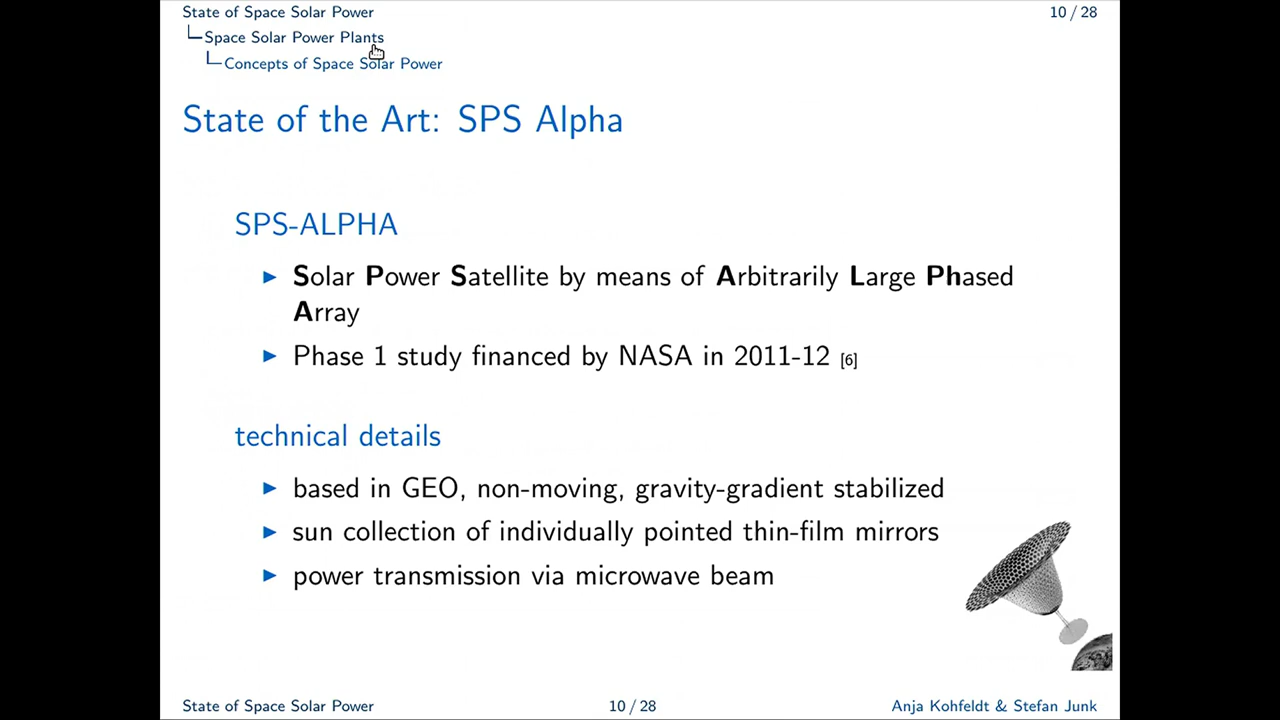 State of Space Solar Power 10 / 28
Space Solar Power Plants
Concepts of Space Solar Power
State of the Art: SPS Alpha
SPS-ALPHA
Solar Power Satellite by means of Arbitrarily Large Phased
Array
Phase 1 study financed by NASA in 2011-12 [6]
technical details
based in GEO, non-moving, gravity-gradient stabilized
sun collection of individually pointed thin-film mirrors
power transmission via microwave beam
State of Space Solar Power 10 / 28 Anja Kohfeldt & Stefan Junk